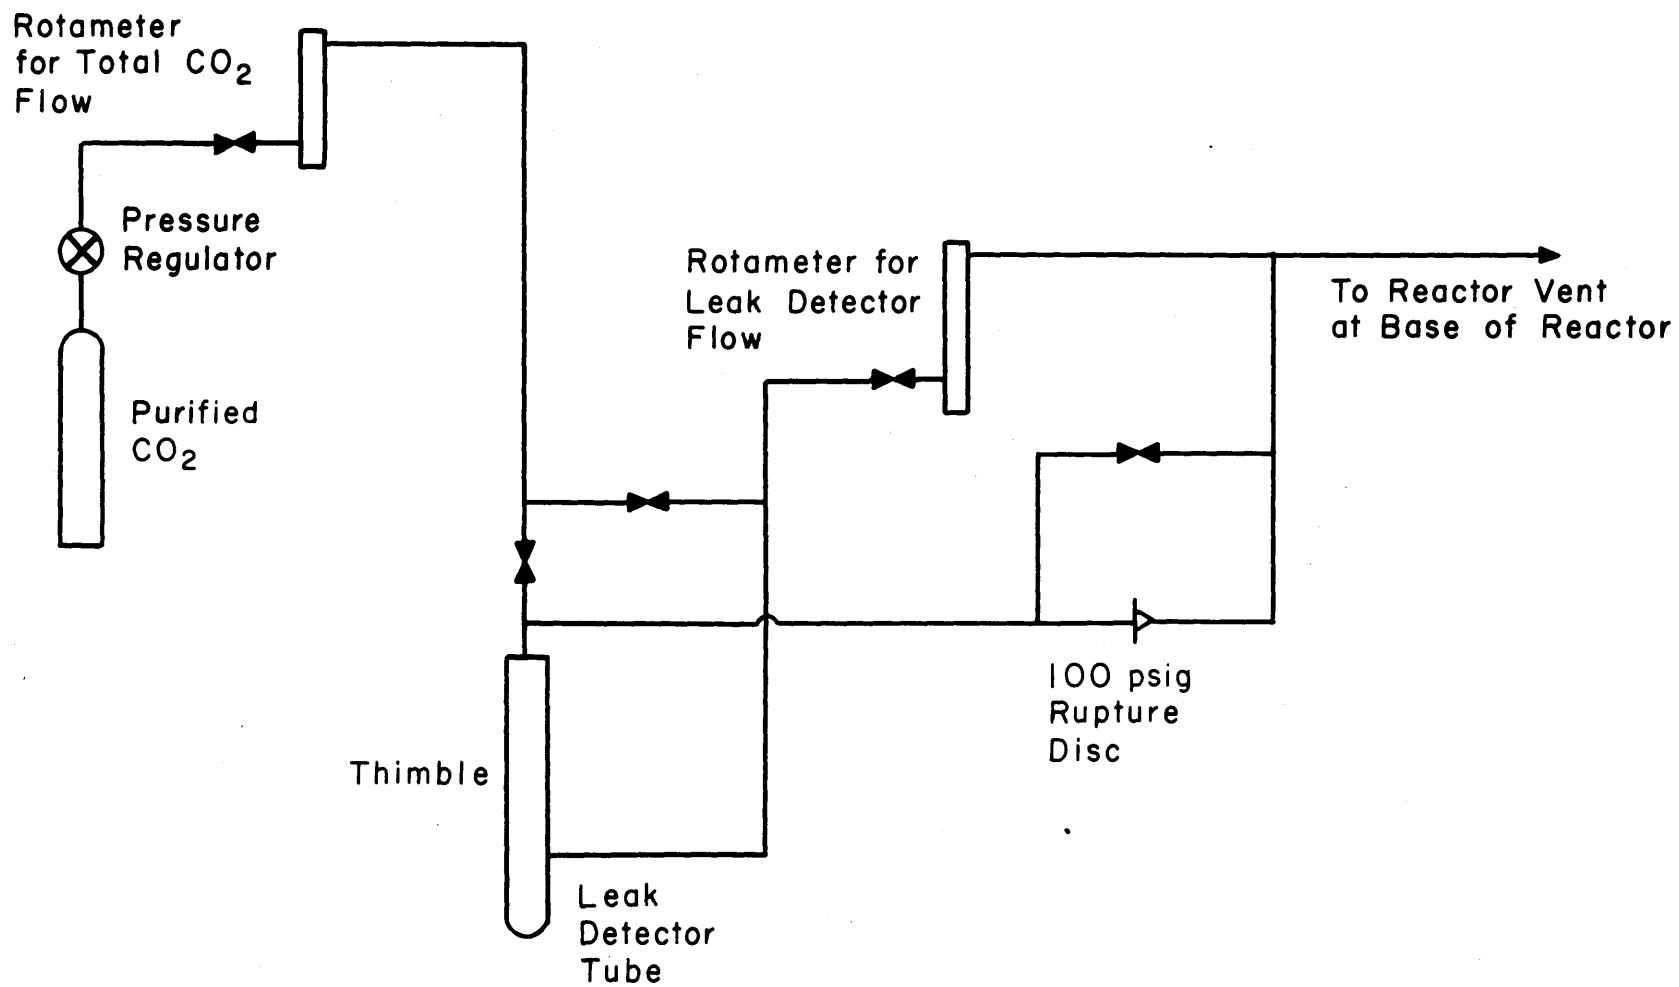 Rotameter
for Total CO2
Flow
Pressure
Regulator
Purified
CO2
Rotameter for
Leak Detector
Flow
To Reactor Vent
at Base of Reactor
100 psig
Rupture
Disc
Thimble
Leak
Detector
Tube